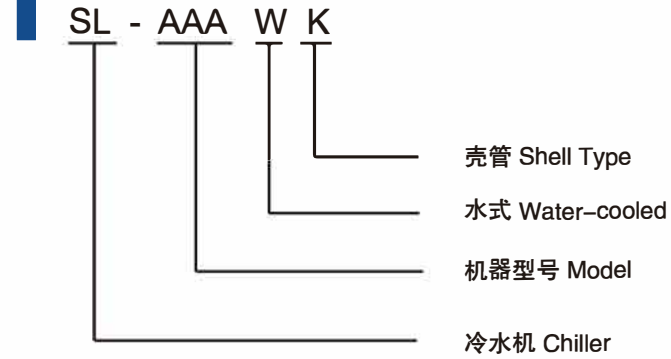 SL - AAA W K
壳管 Shell Type
水式 Water-cooled
机器型号 Model
冷水机 Chiller